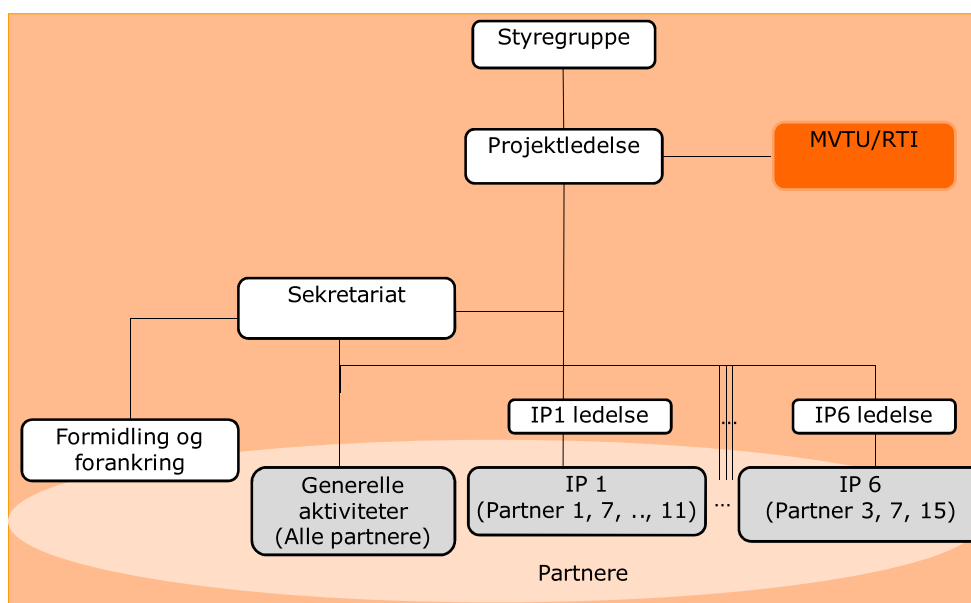 Styregruppe
Projektledelse
MVTU/RTI
Sekretariat
IP1 ledelse
...
IP6 ledelse
Formidling og
forankring
Generelle
aktiviteter
(Alle partnere)
IP 1
(Partner 1, 7, .., 11)
...
IP 6
(Partner 3, 7, 15)
Partnere